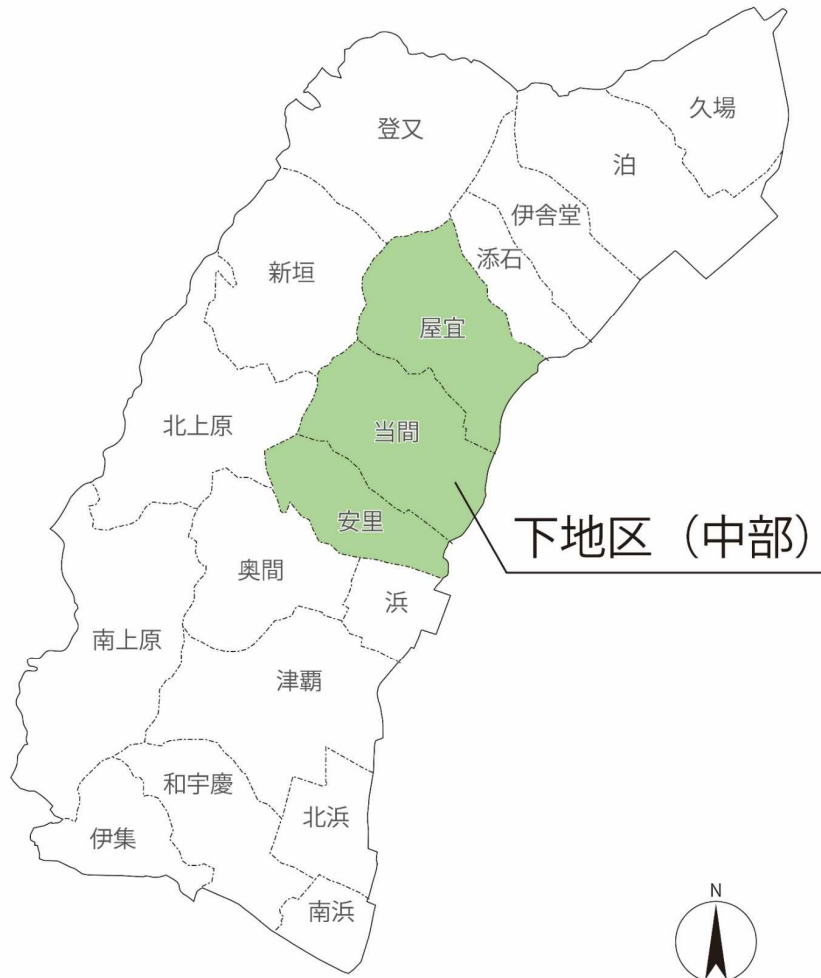 久場
登又
泊
伊舎堂
添石
新垣
屋宜
北上原
当間
安里
下地区（中部）
奥間
浜
南上原
津覇
和宇慶
北浜
伊集
南浜
N